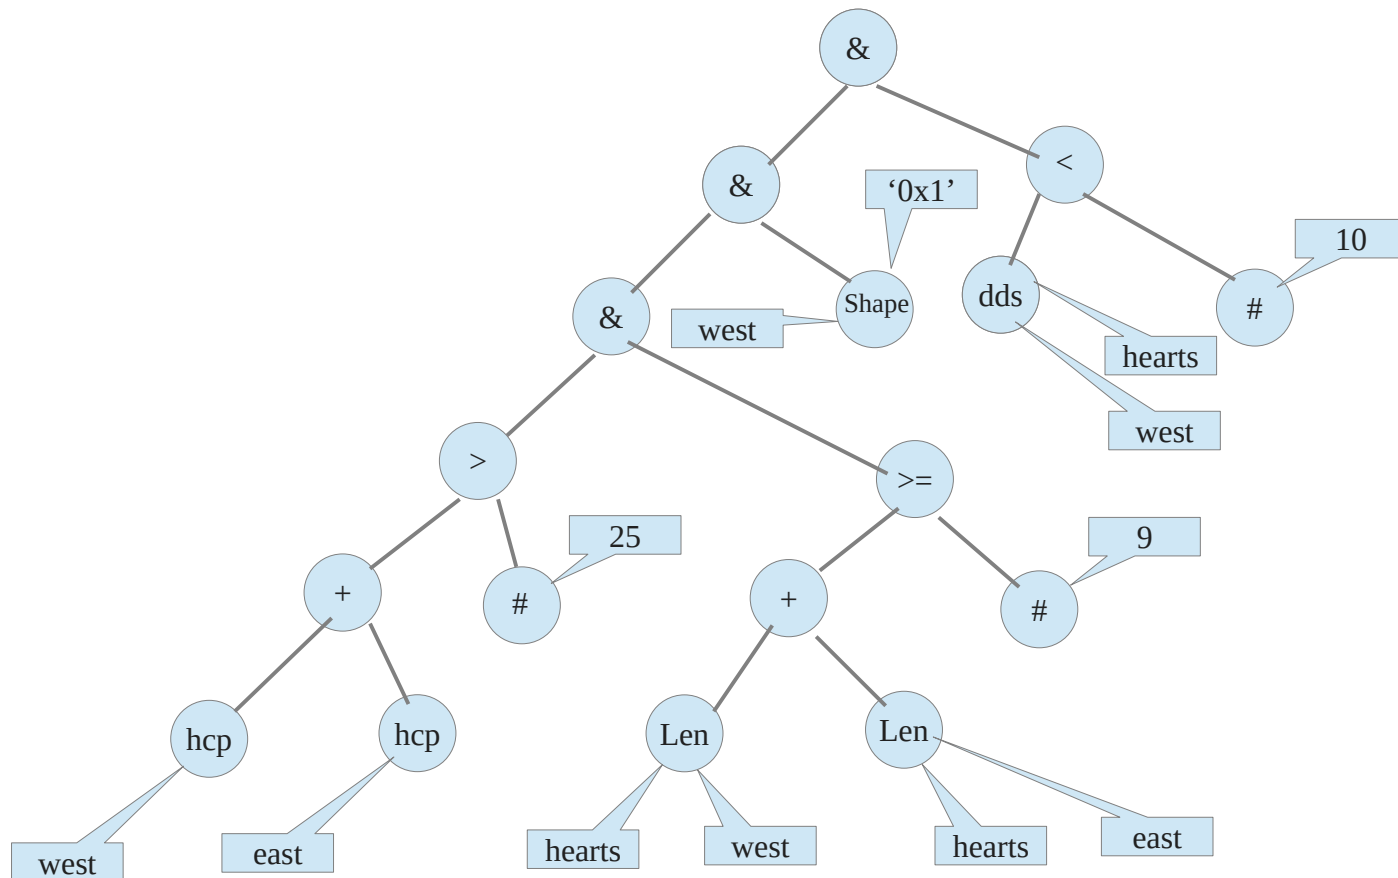 &
<
&
‘0x1’
10
dds
#
Shape
&
west
hearts
west
>
>=
25
9
+
#
+
#
hcp
hcp
Len
Len
west
east
hearts
west
hearts
east